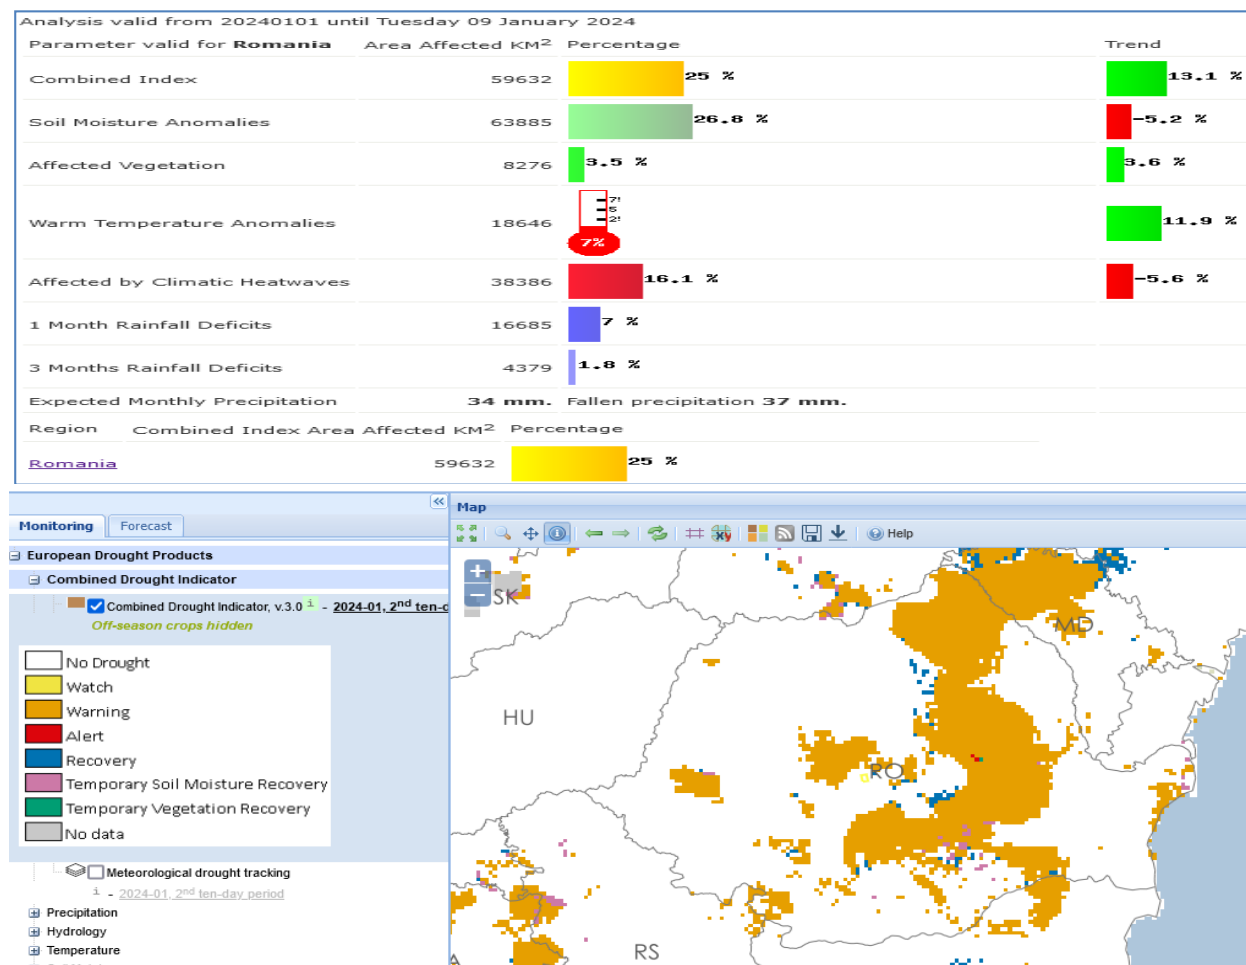 Analysis valid from 20240101 until Tuesday 09 January 2024
Parameter valid for Romania Area Affected KM² Percentage Trend
Combined Index 59632 25 % 13.1 %
Soil Moisture Anomalies 63885 26.8 % -5.2 %
Affected Vegetation 8276 3.5 % 3.6 %
Warm Temperature Anomalies 18646 7% 11.9 %
Affected by Climatic Heatwaves 38386 16.1 % -5.6 %
1 Month Rainfall Deficits 16685 7 %
3 Months Rainfall Deficits 4379 1.8 %
Expected Monthly Precipitation 34 mm. Fallen precipitation 37 mm.
Region Combined Index Area Affected KM² Percentage
Romania 59632 25 %
Monitoring Forecast
European Drought Products
Combined Drought Indicator
Combined Drought Indicator, v.3.0 i - 2024-01, 2nd ten-d
Off-season crops hidden
No Drought
Watch
Warning
Alert
Recovery
Temporary Soil Moisture Recovery
Temporary Vegetation Recovery
No data
Meteorological drought tracking
i - 2024-01, 2nd ten-day period
Precipitation
Hydrology
Temperature
Map
Help
SK
MD
HU
RO
RS